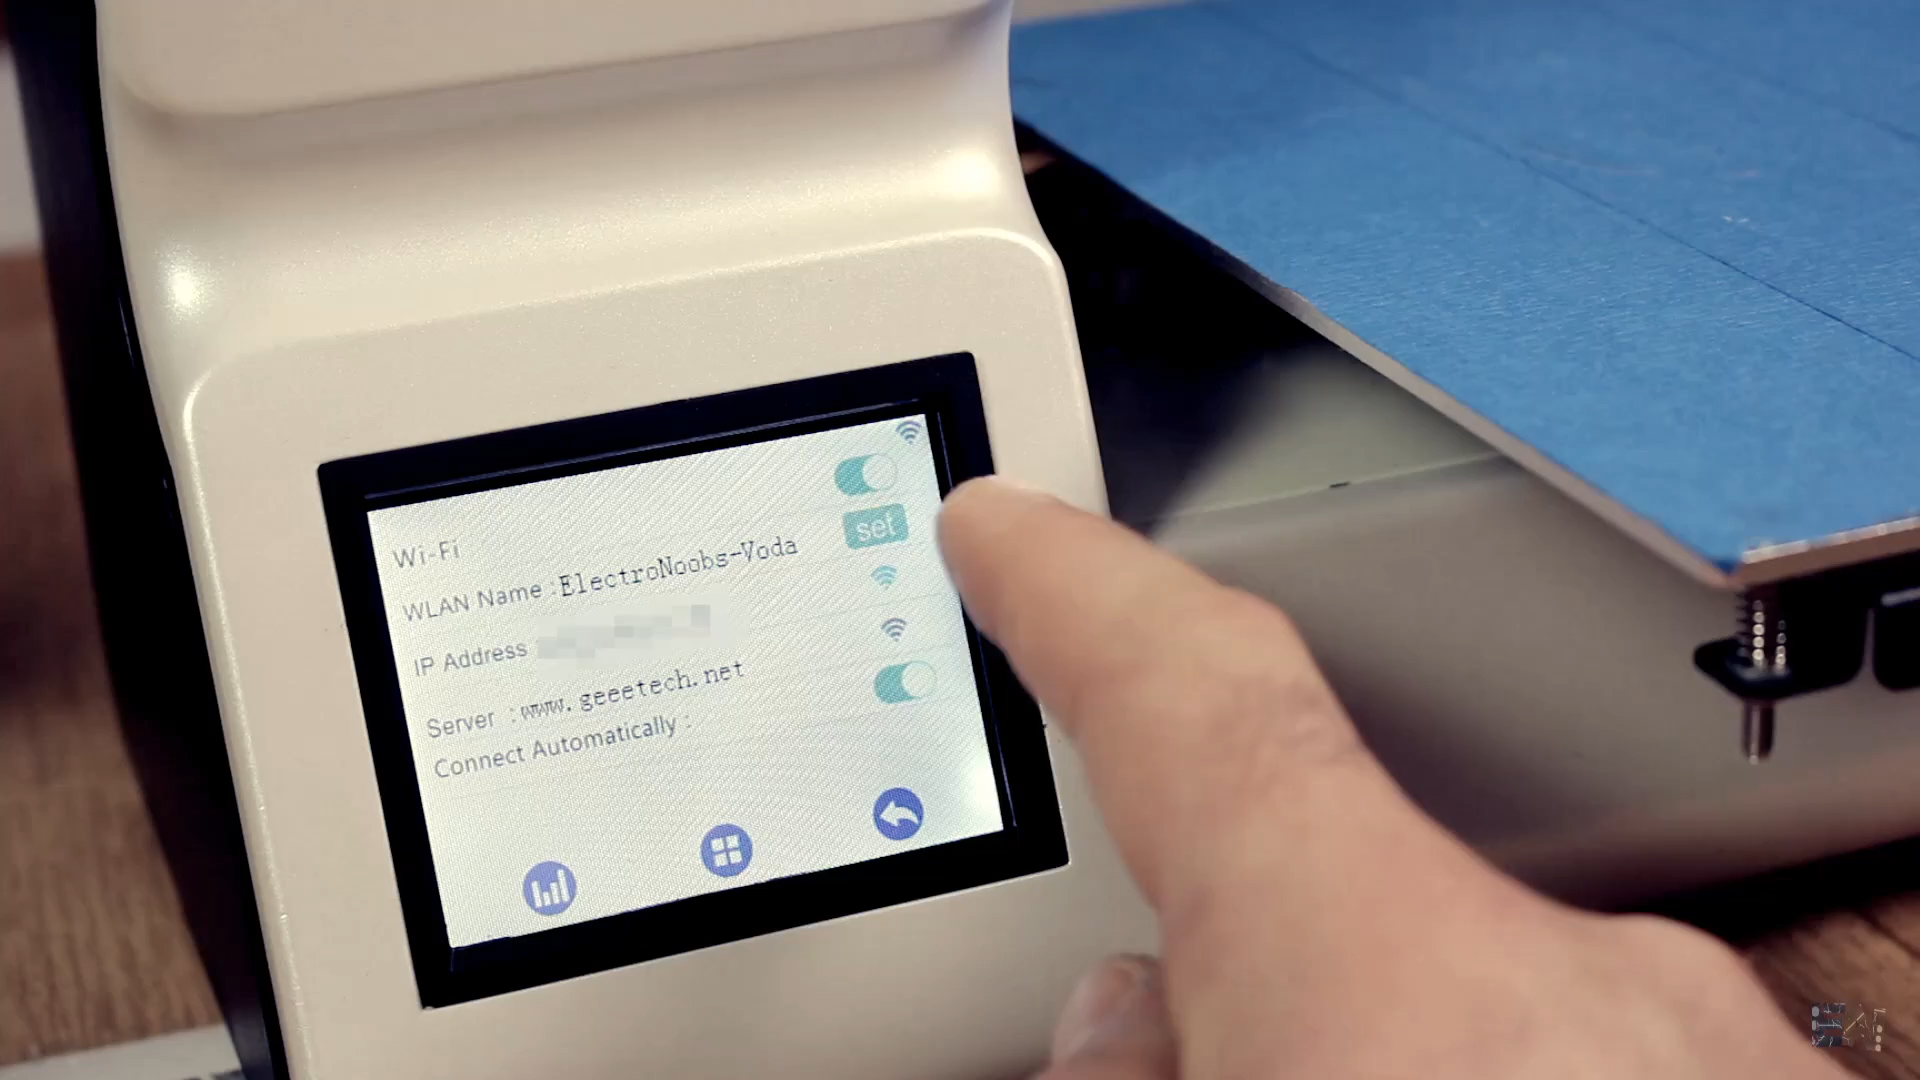 Wi-Fi
WLAN Name :ElectroNoobs-Voda
set
IP Address
Server :www.geeetech.net
Connect Automatically :